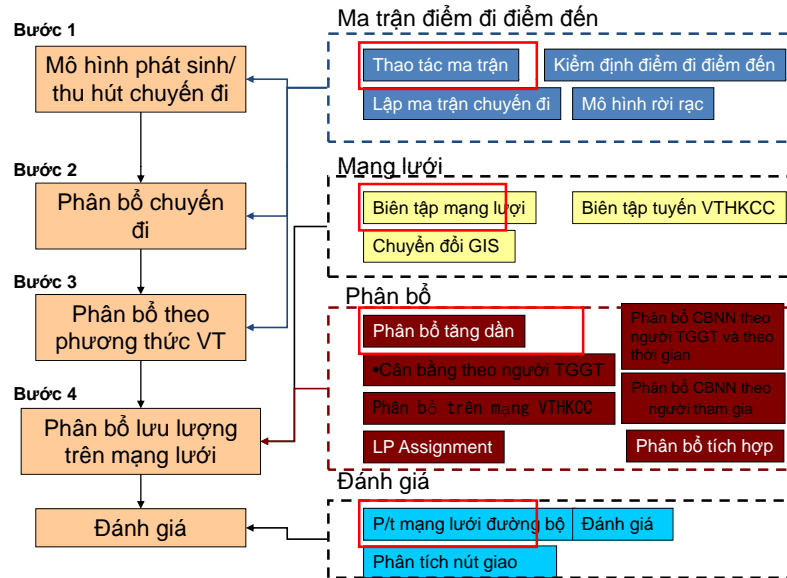 Bước 1
Mô hình phát sinh/
thu hút chuyến đi
Bước 2
Phân bổ chuyến
đi
Bước 3
Phân bổ theo
phương thức VT
Bước 4
Phân bổ lưu lượng
trên mạng lưới
Đánh giá
Ma trận điểm đi điểm đến
Thao tác ma trận
Kiểm định điểm đi điểm đến
Lập ma trận chuyến đi
Mô hình rời rạc
Mạng lưới
Biên tập mạng lượi
Biên tập tuyến VTHKCC
Chuyển đổi GIS
Phân bổ
Phân bổ tăng dần
Phân bổ CBNN theo
người TGGT và theo
thời gian
•Cân bằng theo người TGGT
Phân bổ CBNN theo
người tham gia
Phân bổ trên mạng VTHKCC
LP Assignment
Phân bổ tích hợp
Đánh giá
P/t mạng lưới đường bộ
Đánh giá
Phân tích nút giao